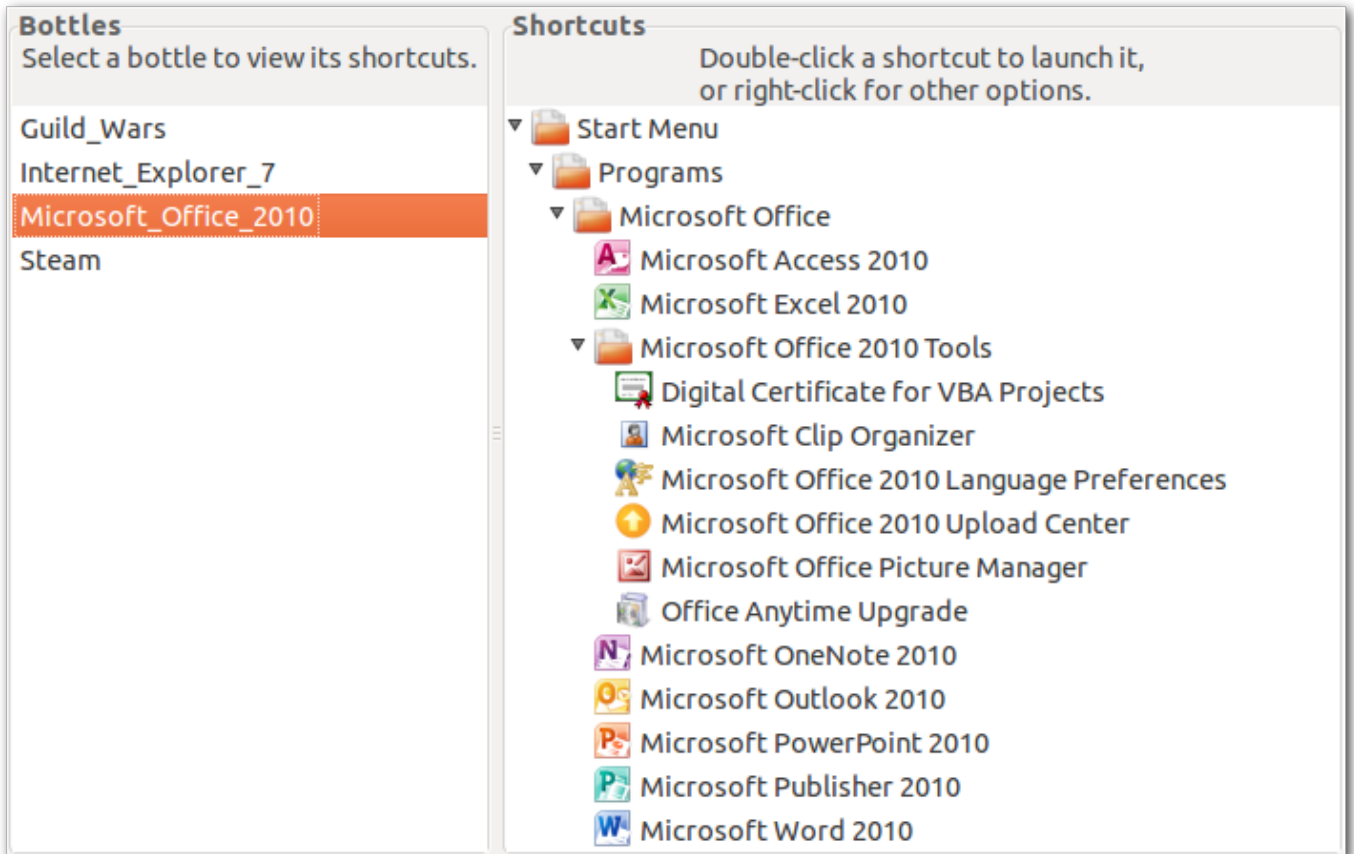 Bottles
Select a bottle to view its shortcuts.
Guild_Wars
Internet_Explorer_7
Microsoft_Office_2010
Steam
Shortcuts
Double-click a shortcut to launch it,
or right-click for other options.
Start Menu
Programs
Microsoft Office
Microsoft Access 2010
Microsoft Excel 2010
Microsoft Office 2010 Tools
Digital Certificate for VBA Projects
Microsoft Clip Organizer
Microsoft Office 2010 Language Preferences
Microsoft Office 2010 Upload Center
Microsoft Office Picture Manager
Office Anytime Upgrade
Microsoft OneNote 2010
Microsoft Outlook 2010
Microsoft PowerPoint 2010
Microsoft Publisher 2010
Microsoft Word 2010